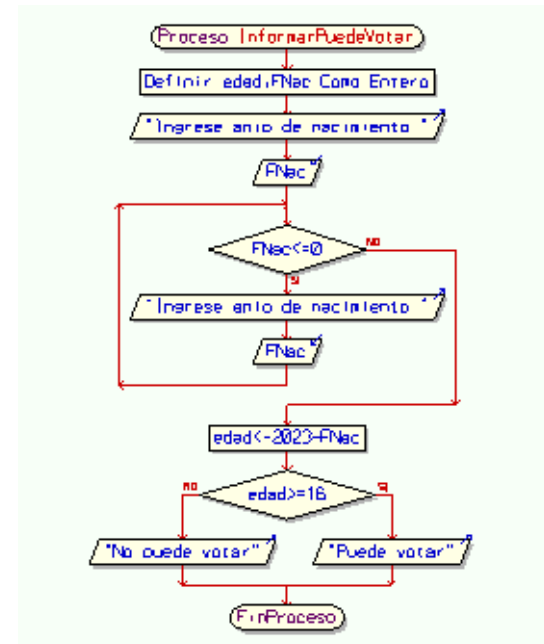 Proceso InformarPuedeVotar
Definir edad,FNac Como Entero
"Ingrese anio de nacimiento "
FNac
FNac<=0
NO
SI
"Ingrese anio de nacimiento "
FNac
edad<-2023-FNac
edad>=16
NO
SI
"No puede votar"
"Puede votar"
FinProceso